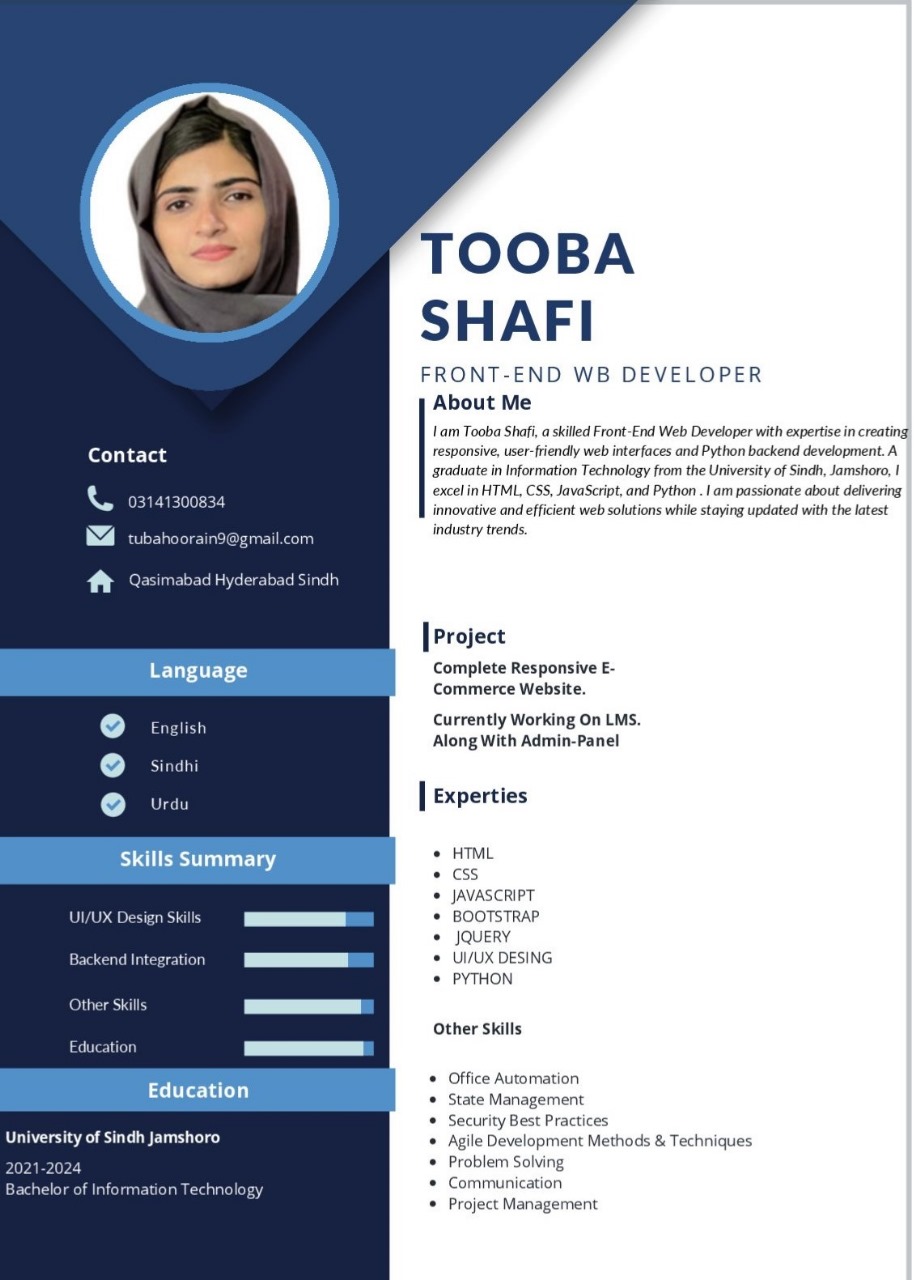 TOOBA
SHAFI
FRONT-END WB DEVELOPER
About Me
I am Tooba Shafi, a skilled Front-End Web Developer with expertise in creating
responsive, user-friendly web interfaces and Python backend development. A
graduate in Information Technology from the University of Sindh, Jamshoro, I
excel in HTML, CSS, JavaScript, and Python . I am passionate about delivering
innovative and efficient web solutions while staying updated with the latest
industry trends.
Contact
03141300834
tubahoorain9@gmail.com
Qasimabad Hyderabad Sindh
Language
English
Sindhi
Urdu
Skills Summary
UI/UX Design Skills
Backend Integration
Other Skills
Education
Education
University of Sindh Jamshoro
2021-2024
Bachelor of Information Technology
Project
Complete Responsive E-
Commerce Website.
Currently Working On LMS.
Along With Admin-Panel
Experties
• HTML
• CSS
• JAVASCRIPT
• BOOTSTRAP
• JQUERY
• UI/UX DESING
• PYTHON
Other Skills
• Office Automation
• State Management
• Security Best Practices
• Agile Development Methods & Techniques
• Problem Solving
• Communication
• Project Management